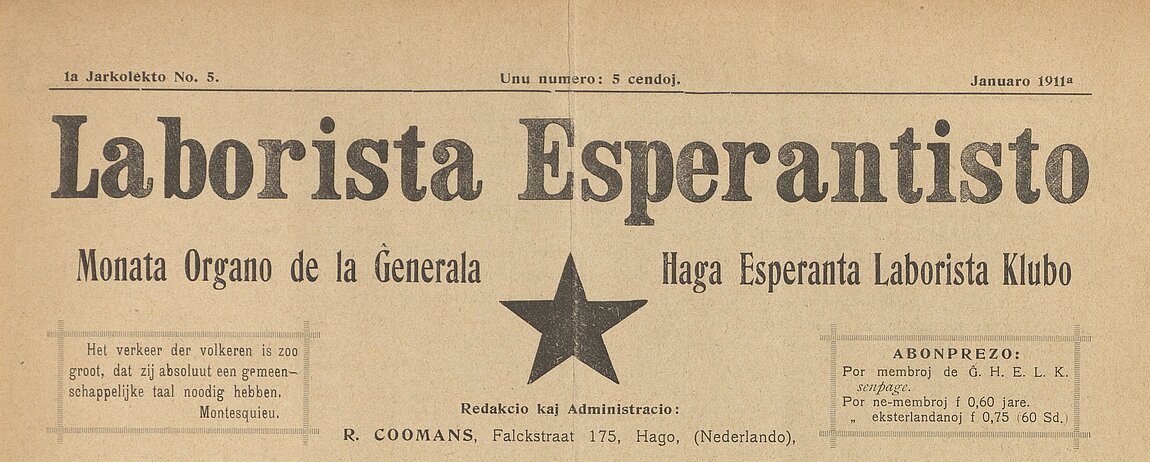 1a Jarkolekto No. 5.
Unu numero: 5 cendoj.
Januaro 1911ª
Laborista Esperantisto
Monata Organo de la Ĝenerala
Haga Esperanta Laborista Klubo
Het verkeer der volkeren is zoo
groot, dat zij absoluut een gemeen-
schappelijke taal noodig hebben.
Montesquieu.
Redakcio kaj Administracio:
R. COOMANS, Falckstraat 175, Hago, (Nederlando),
ABONPREZO:
Por membroj de Ĝ. H. E. L. K.
senpage.
Por ne-membroj f 0,60 jare.
„ eksterlandanoj f 0,75 (60 Sd.)